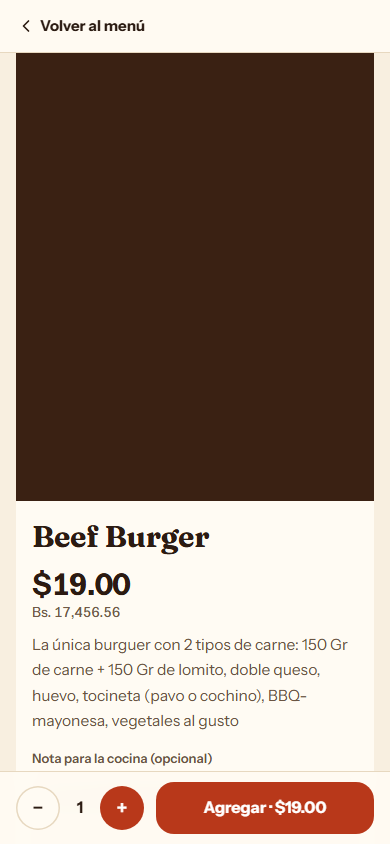 Volver al menú
Beef Burger
$19.00
Bs. 17,456.56
La única burguer con 2 tipos de carne: 150 Gr
de carne + 150 Gr de lomito, doble queso,
huevo, tocineta (pavo o cochino), BBQ-
mayonesa, vegetales al gusto
Nota para la cocina (opcional)
− 1 + Agregar · $19.00